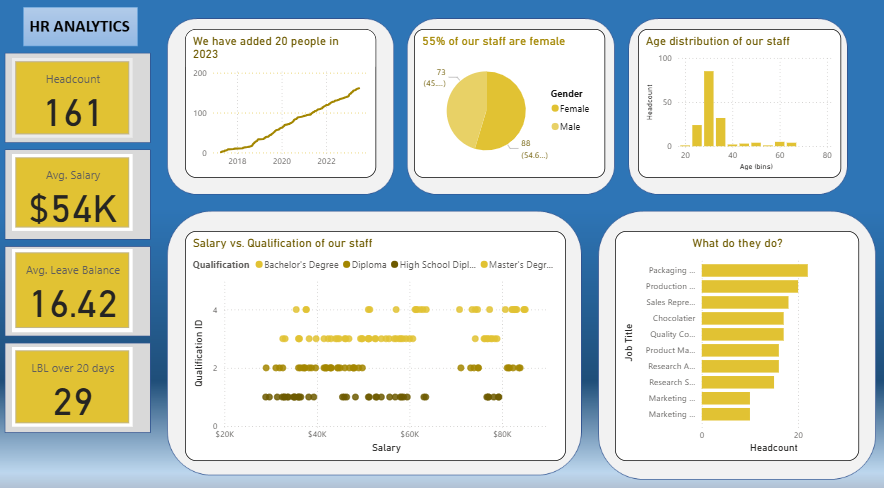 HR ANALYTICS
Headcount
161
Avg. Salary
$54K
Avg. Leave Balance
16.42
LBL over 20 days
29
We have added 20 people in
2023
200
100
0
2018 2020 2022
55% of our staff are female
73
(45....)
88
(54.6...)
Gender
Female
Male
Age distribution of our staff
Headcount
100
50
0
20 40 60 80
Age (bins)
Salary vs. Qualification of our staff
Qualification Bachelor's Degree Diploma High School Dipl... Master's Degr...
Qualification ID
4
2
0
$20K $40K $60K $80K
Salary
What do they do?
Job Title
Packaging ...
Production ...
Sales Repre...
Chocolatier
Quality Co...
Product Ma...
Research A...
Research S...
Marketing ...
Marketing ...
0 20
Headcount